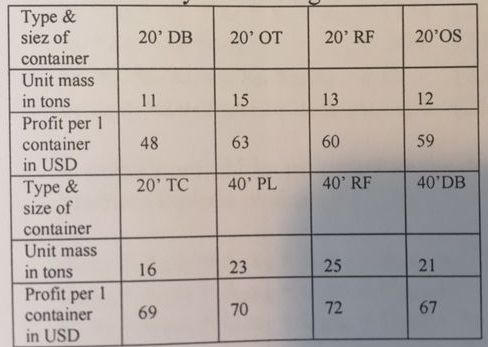 Type &
siez of
container
20' DB
20' OT
20' RF
20'OS
Unit mass
in tons
11
15
13
12
Profit per 1
container
in USD
48
63
60
59
Type &
size of
container
20' TC
40' PL
40' RF
40'DB
Unit mass
in tons
16
23
25
21
Profit per 1
container
in USD
69
70
72
67